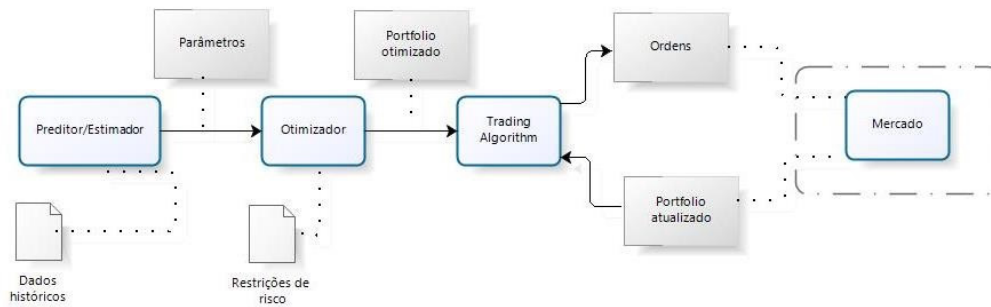 Parâmetros
Portfolio
otimizado
Ordens
Preditor/Estimador
Otimizador
Trading
Algorithm
Mercado
Portfolio
atualizado
Dados
históricos
Restrições de
risco